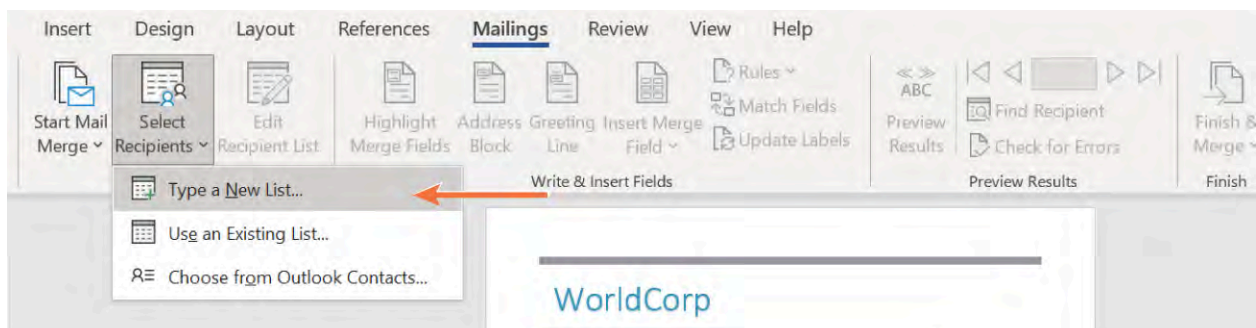 Insert Design Layout References Mailings Review View Help
Start Mail Merge
Select Recipients
Edit Recipient List
Highlight Merge Fields
Address Block
Greeting Line
Insert Merge Field
Rules
Match Fields
Update Labels
ABC
Preview Results
Find Recipient
Check for Errors
Finish & Merge
Write & Insert Fields
Preview Results
Finish
Type a New List...
Use an Existing List...
Choose from Outlook Contacts...
WorldCorp